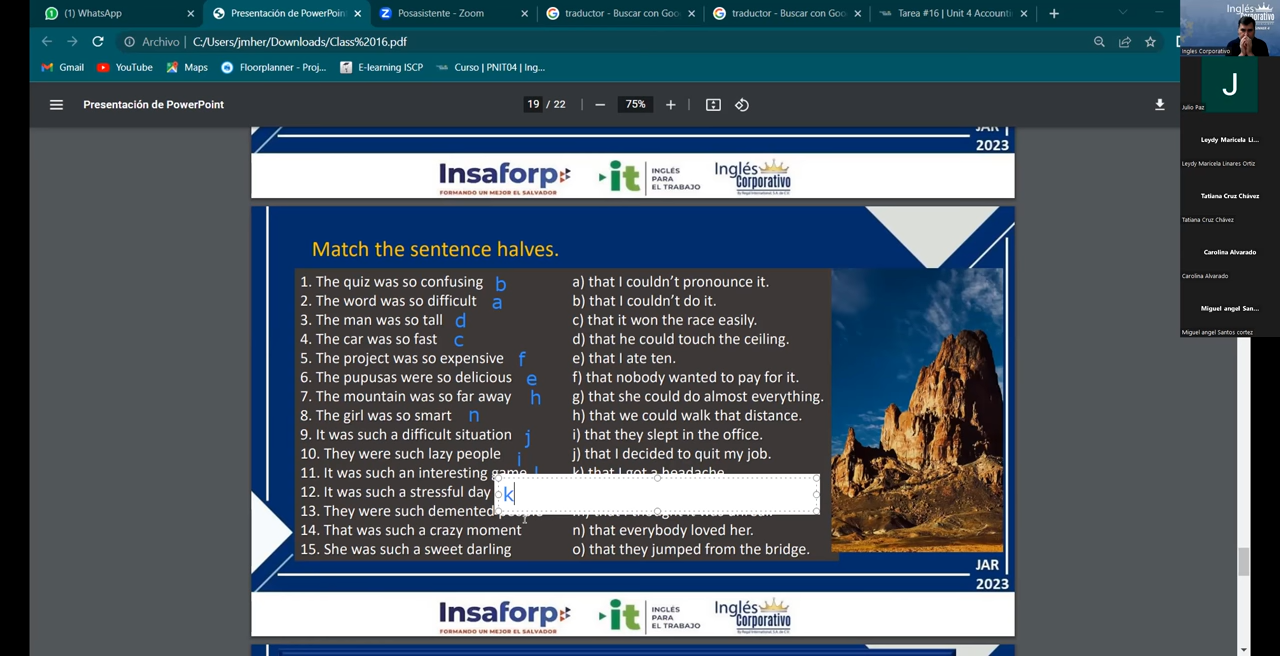 (1) WhatsApp
Presentación de PowerPoin
Posasistente - Zoom
traductor - Buscar con Goo
traductor - Buscar con Goo
Tarea #16 | Unit 4 Accounti
Archivo
C:/Users/jmher/Downloads/Class%2016.pdf
Gmail
YouTube
Maps
Floorplanner - Proj...
E-learning ISCP
Curso | PNIT04 | Ing...
Presentación de PowerPoint
19 / 22
75%
JAR
2023
Insaforp
FORMANDO UN MEJOR EL SALVADOR
it INGLÉS PARA EL TRABAJO
Inglés Corporativo
Match the sentence halves.
1. The quiz was so confusing b
2. The word was so difficult a
3. The man was so tall d
4. The car was so fast c
5. The project was so expensive f
6. The pupusas were so delicious e
7. The mountain was so far away h
8. The girl was so smart n
9. It was such a difficult situation j
10. They were such lazy people i
11. It was such an interesting game
12. It was such a stressful day k
13. They were such demented people
14. That was such a crazy moment
15. She was such a sweet darling
a) that I couldn't pronounce it.
b) that I couldn't do it.
c) that it won the race easily.
d) that he could touch the ceiling.
e) that I ate ten.
f) that nobody wanted to pay for it.
g) that she could do almost everything.
h) that we could walk that distance.
i) that they slept in the office.
j) that I decided to quit my job.
k) that I got a headache
n) that everybody loved her.
o) that they jumped from the bridge.
JAR
2023
Insaforp
FORMANDO UN MEJOR EL SALVADOR
it INGLÉS PARA EL TRABAJO
Inglés Corporativo
Inglés Corporativo
Ingles Corporativo
J
Julio Paz
Leydy Maricela Li...
Leydy Maricela Linares Ortiz
Tatiana Cruz Chávez
Tatiana Cruz Chávez
Carolina Alvarado
Carolina Alvarado
Miguel angel San...
Miguel angel Santos cortez